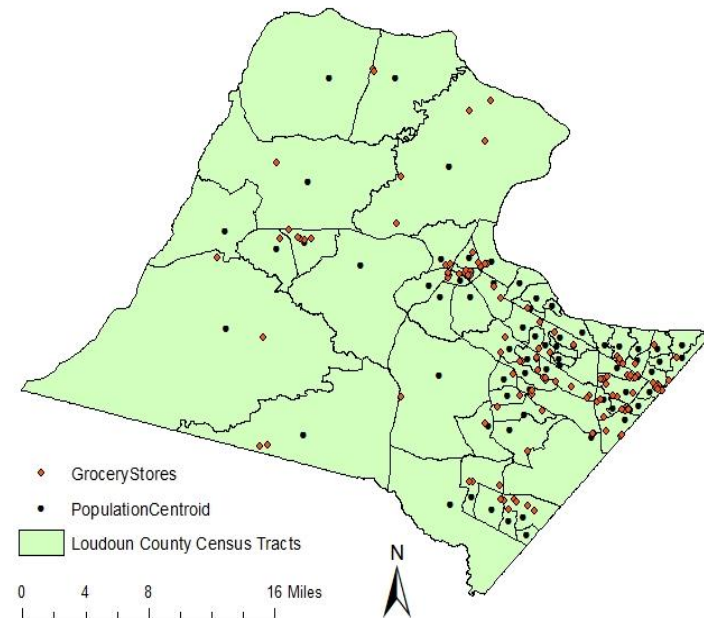 GroceryStores
PopulationCentroid
Loudoun County Census Tracts
N
0 4 8 16 Miles